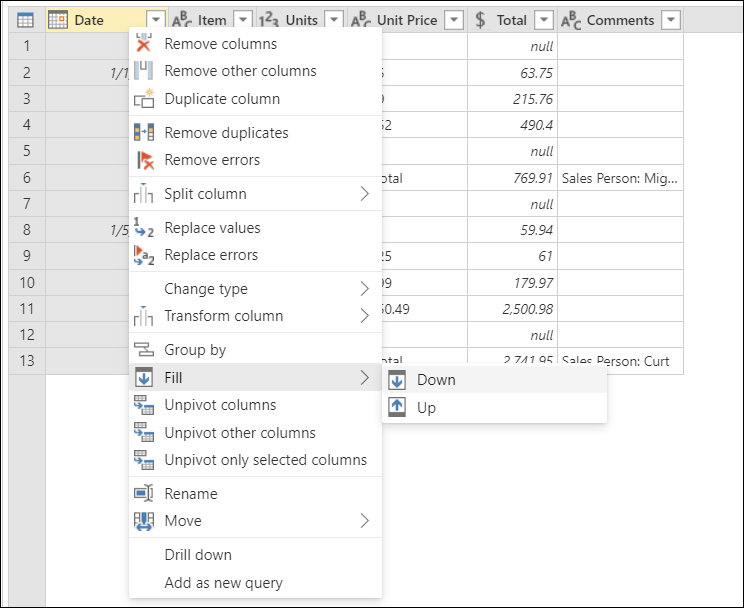 Date ABC Item 123 Units ABC Unit Price $ Total ABC Comments
1 null
2 1/1 63.75
3 9 215.76
4 52 490.4
5 null
6 otal 769.91 Sales Person: Mig...
7 null
8 1/5 59.94
9 25 61
10 99 179.97
11 50.49 2,500.98
12 null
13 otal 2,741.95 Sales Person: Curt
Remove columns
Remove other columns
Duplicate column
Remove duplicates
Remove errors
Split column
Replace values
Replace errors
Change type
Transform column
Group by
Fill
Down
Up
Unpivot columns
Unpivot other columns
Unpivot only selected columns
Rename
Move
Drill down
Add as new query